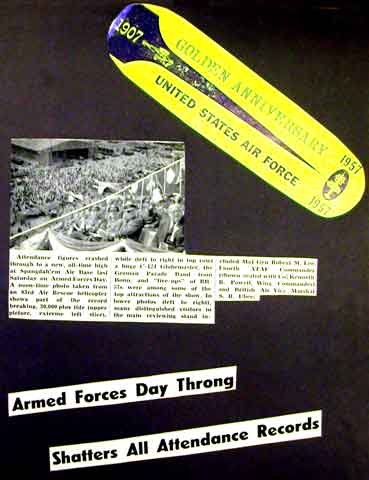 1907
GOLDEN ANNIVERSARY
1957
UNITED STATES AIR FORCE
1957
Attendance figures crashed
through to a new, all-time high
at Spangdahlem Air Base last
Saturday on Armed Forces Day.
A noon-time photo taken from
an 83rd Air Rescue helicopter
shows part of the record
breaking, 30,000 plus tide topper
picture, extreme left sheet,
while left to right in top row
a huge C-124 Globemaster, the
German Parade Band from
Bonn, and "fire-ups" of RB-
were among some of the
top attractions of the show. In
lower photos (left to right),
many distinguished visitors in
the main reviewing stand in-
cluded Maj Gen Robert M. Lee
Fourth ATAF Commander
(shown seated with Col Kenneth
R. Powell, Wing Commander)
and British Air Vice Marshal
S. R. Ubee.
Armed Forces Day Throng
Shatters All Attendance Records